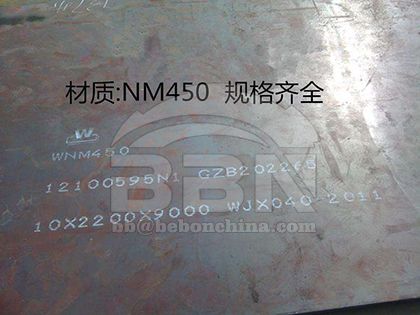 材质:NM450 规格齐全
W
WNM450
12100595N1 GZB202265
10X2200X9000 WJX040-2011
BBN
bb@bebonchina.com